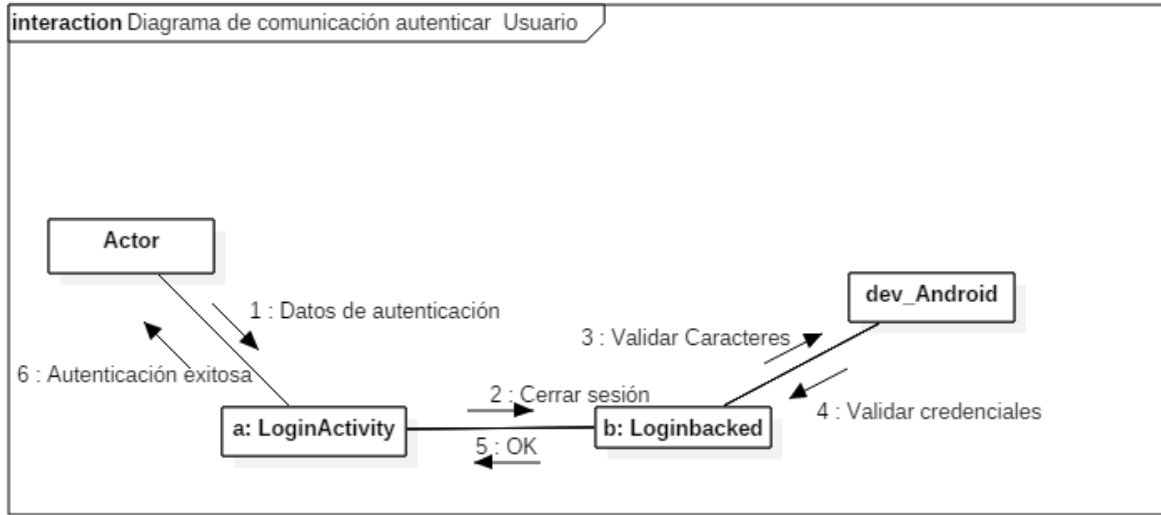 interaction Diagrama de comunicación autenticar Usuario
Actor
dev_Android
1 : Datos de autenticación
3 : Validar Caracteres
6 : Autenticación exitosa
2 : Cerrar sesión
4 : Validar credenciales
a: LoginActivity
b: Loginbacked
5 : OK